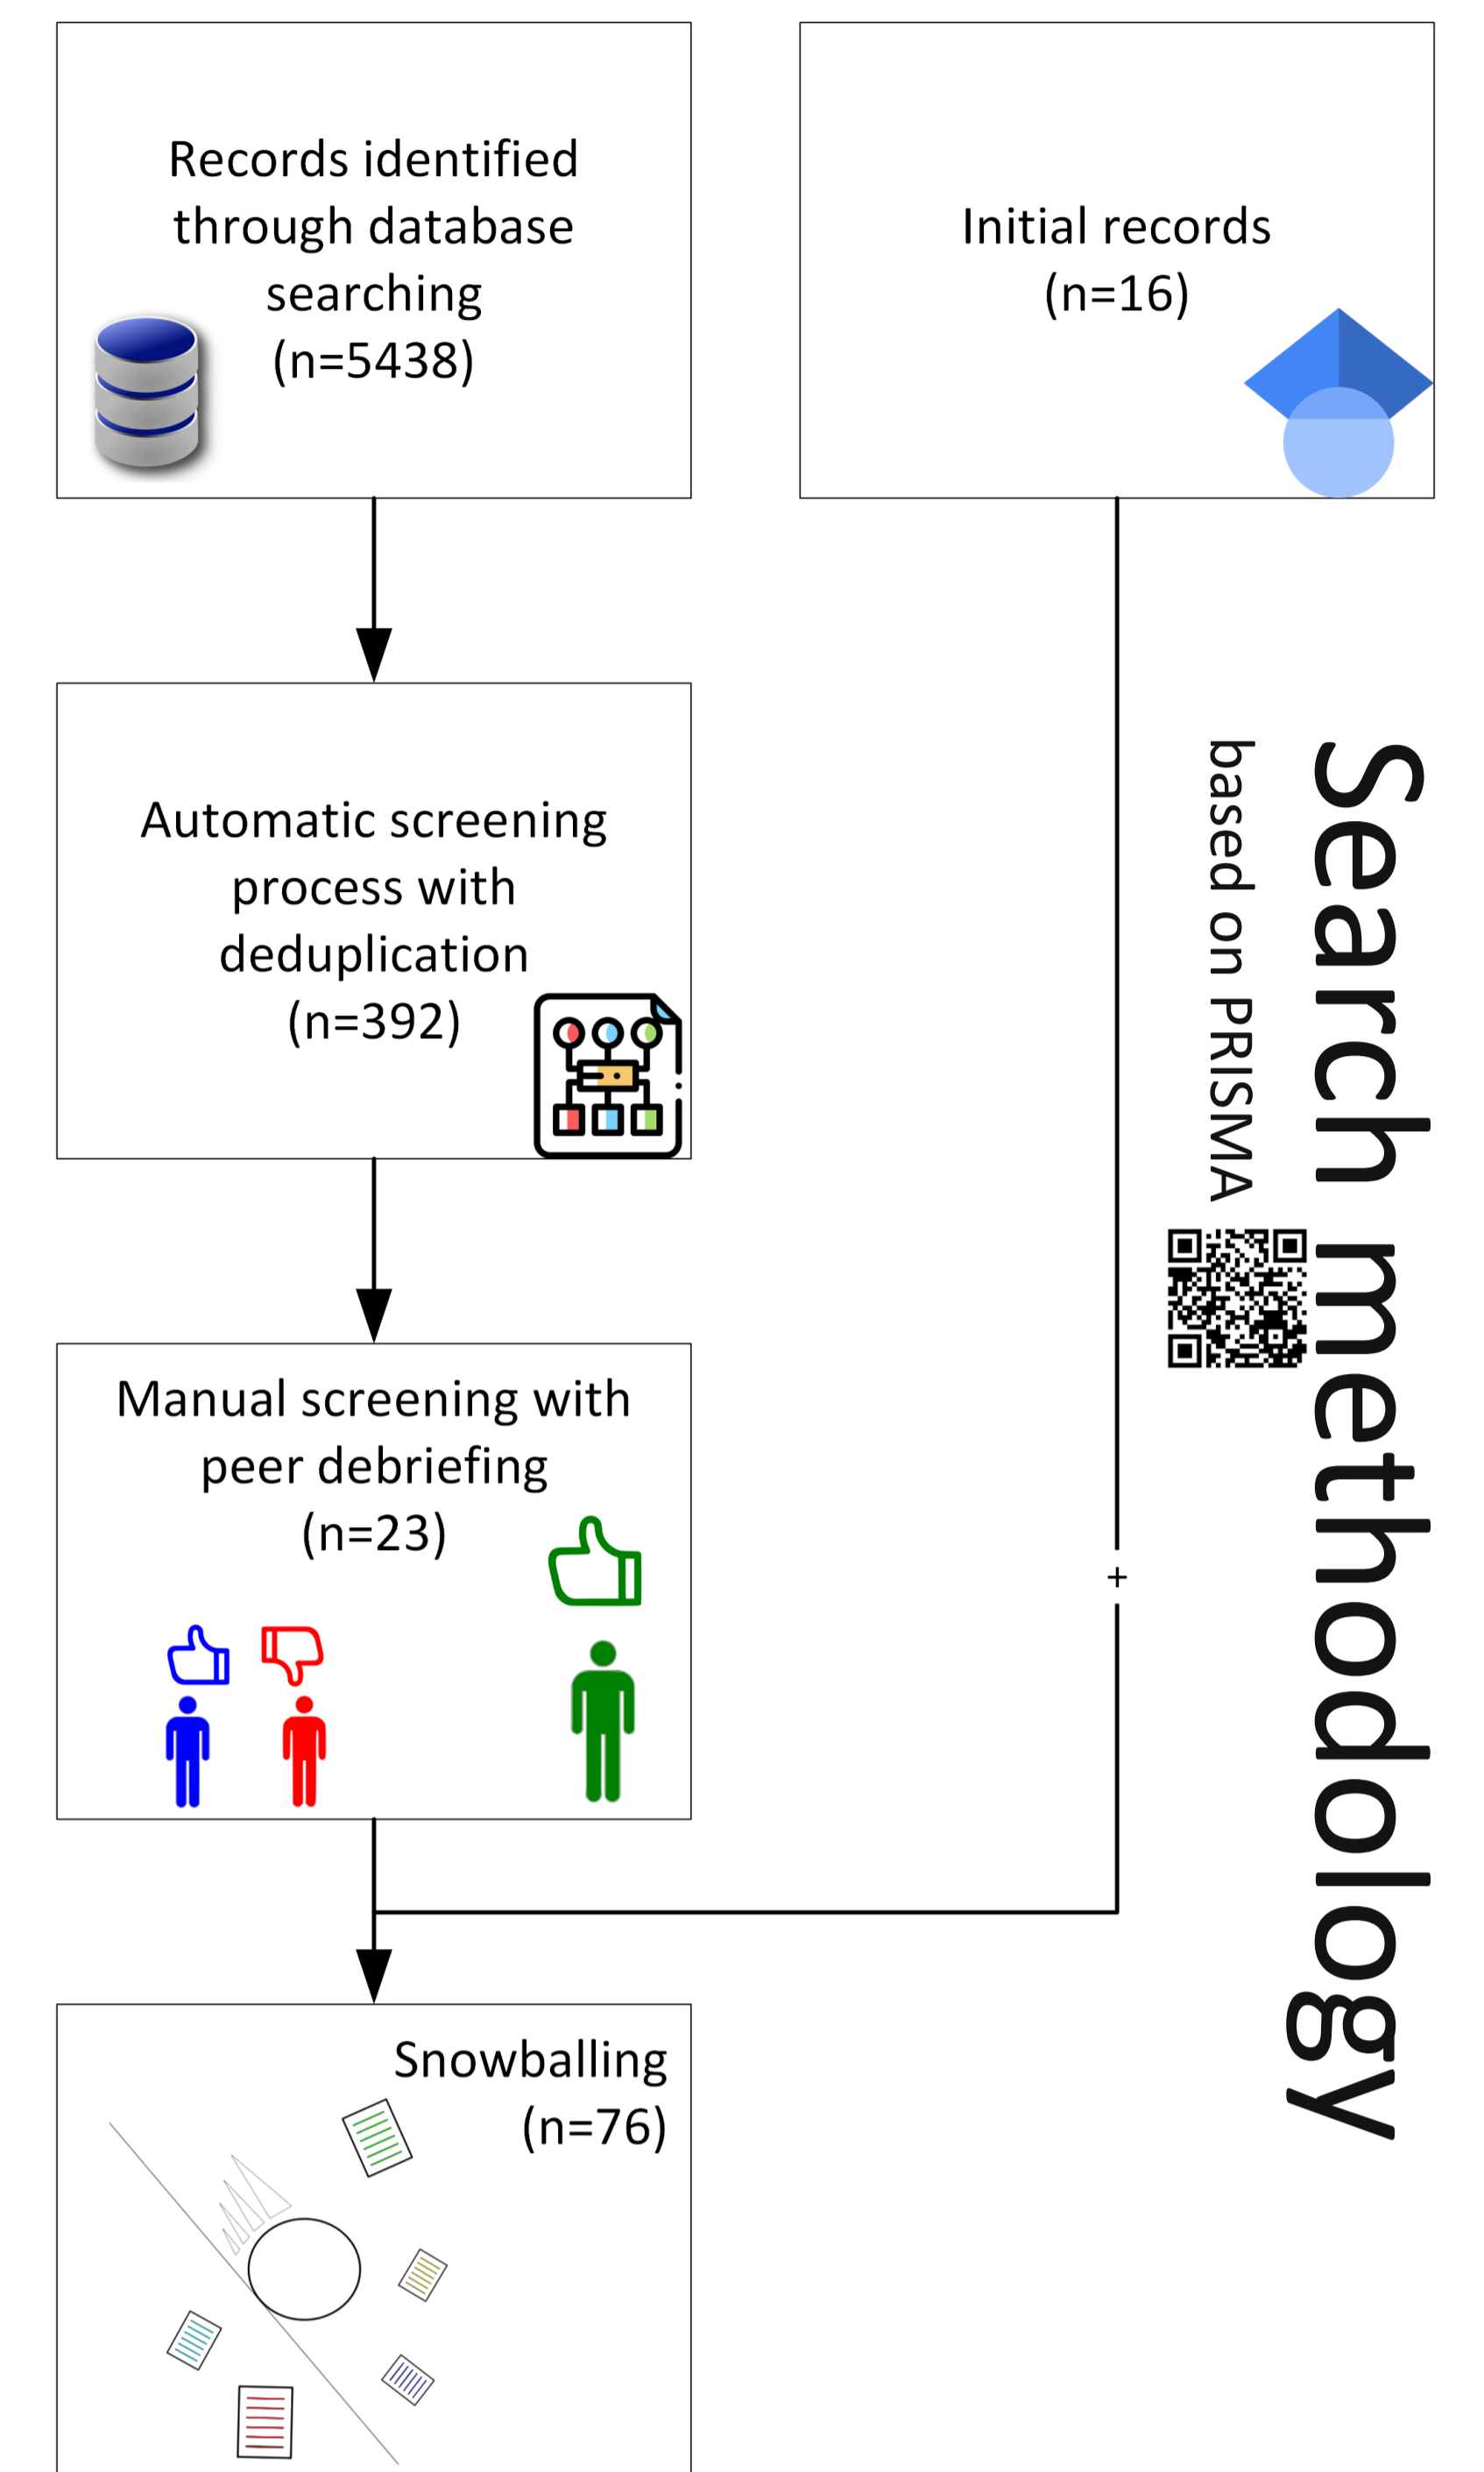 Records identified
through database
searching
(n=5438)
Initial records
(n=16)
Automatic screening
process with
deduplication
(n=392)
Manual screening with
peer debriefing
(n=23)
+
Snowballing
(n=76)
Search methodology
based on PRISMA